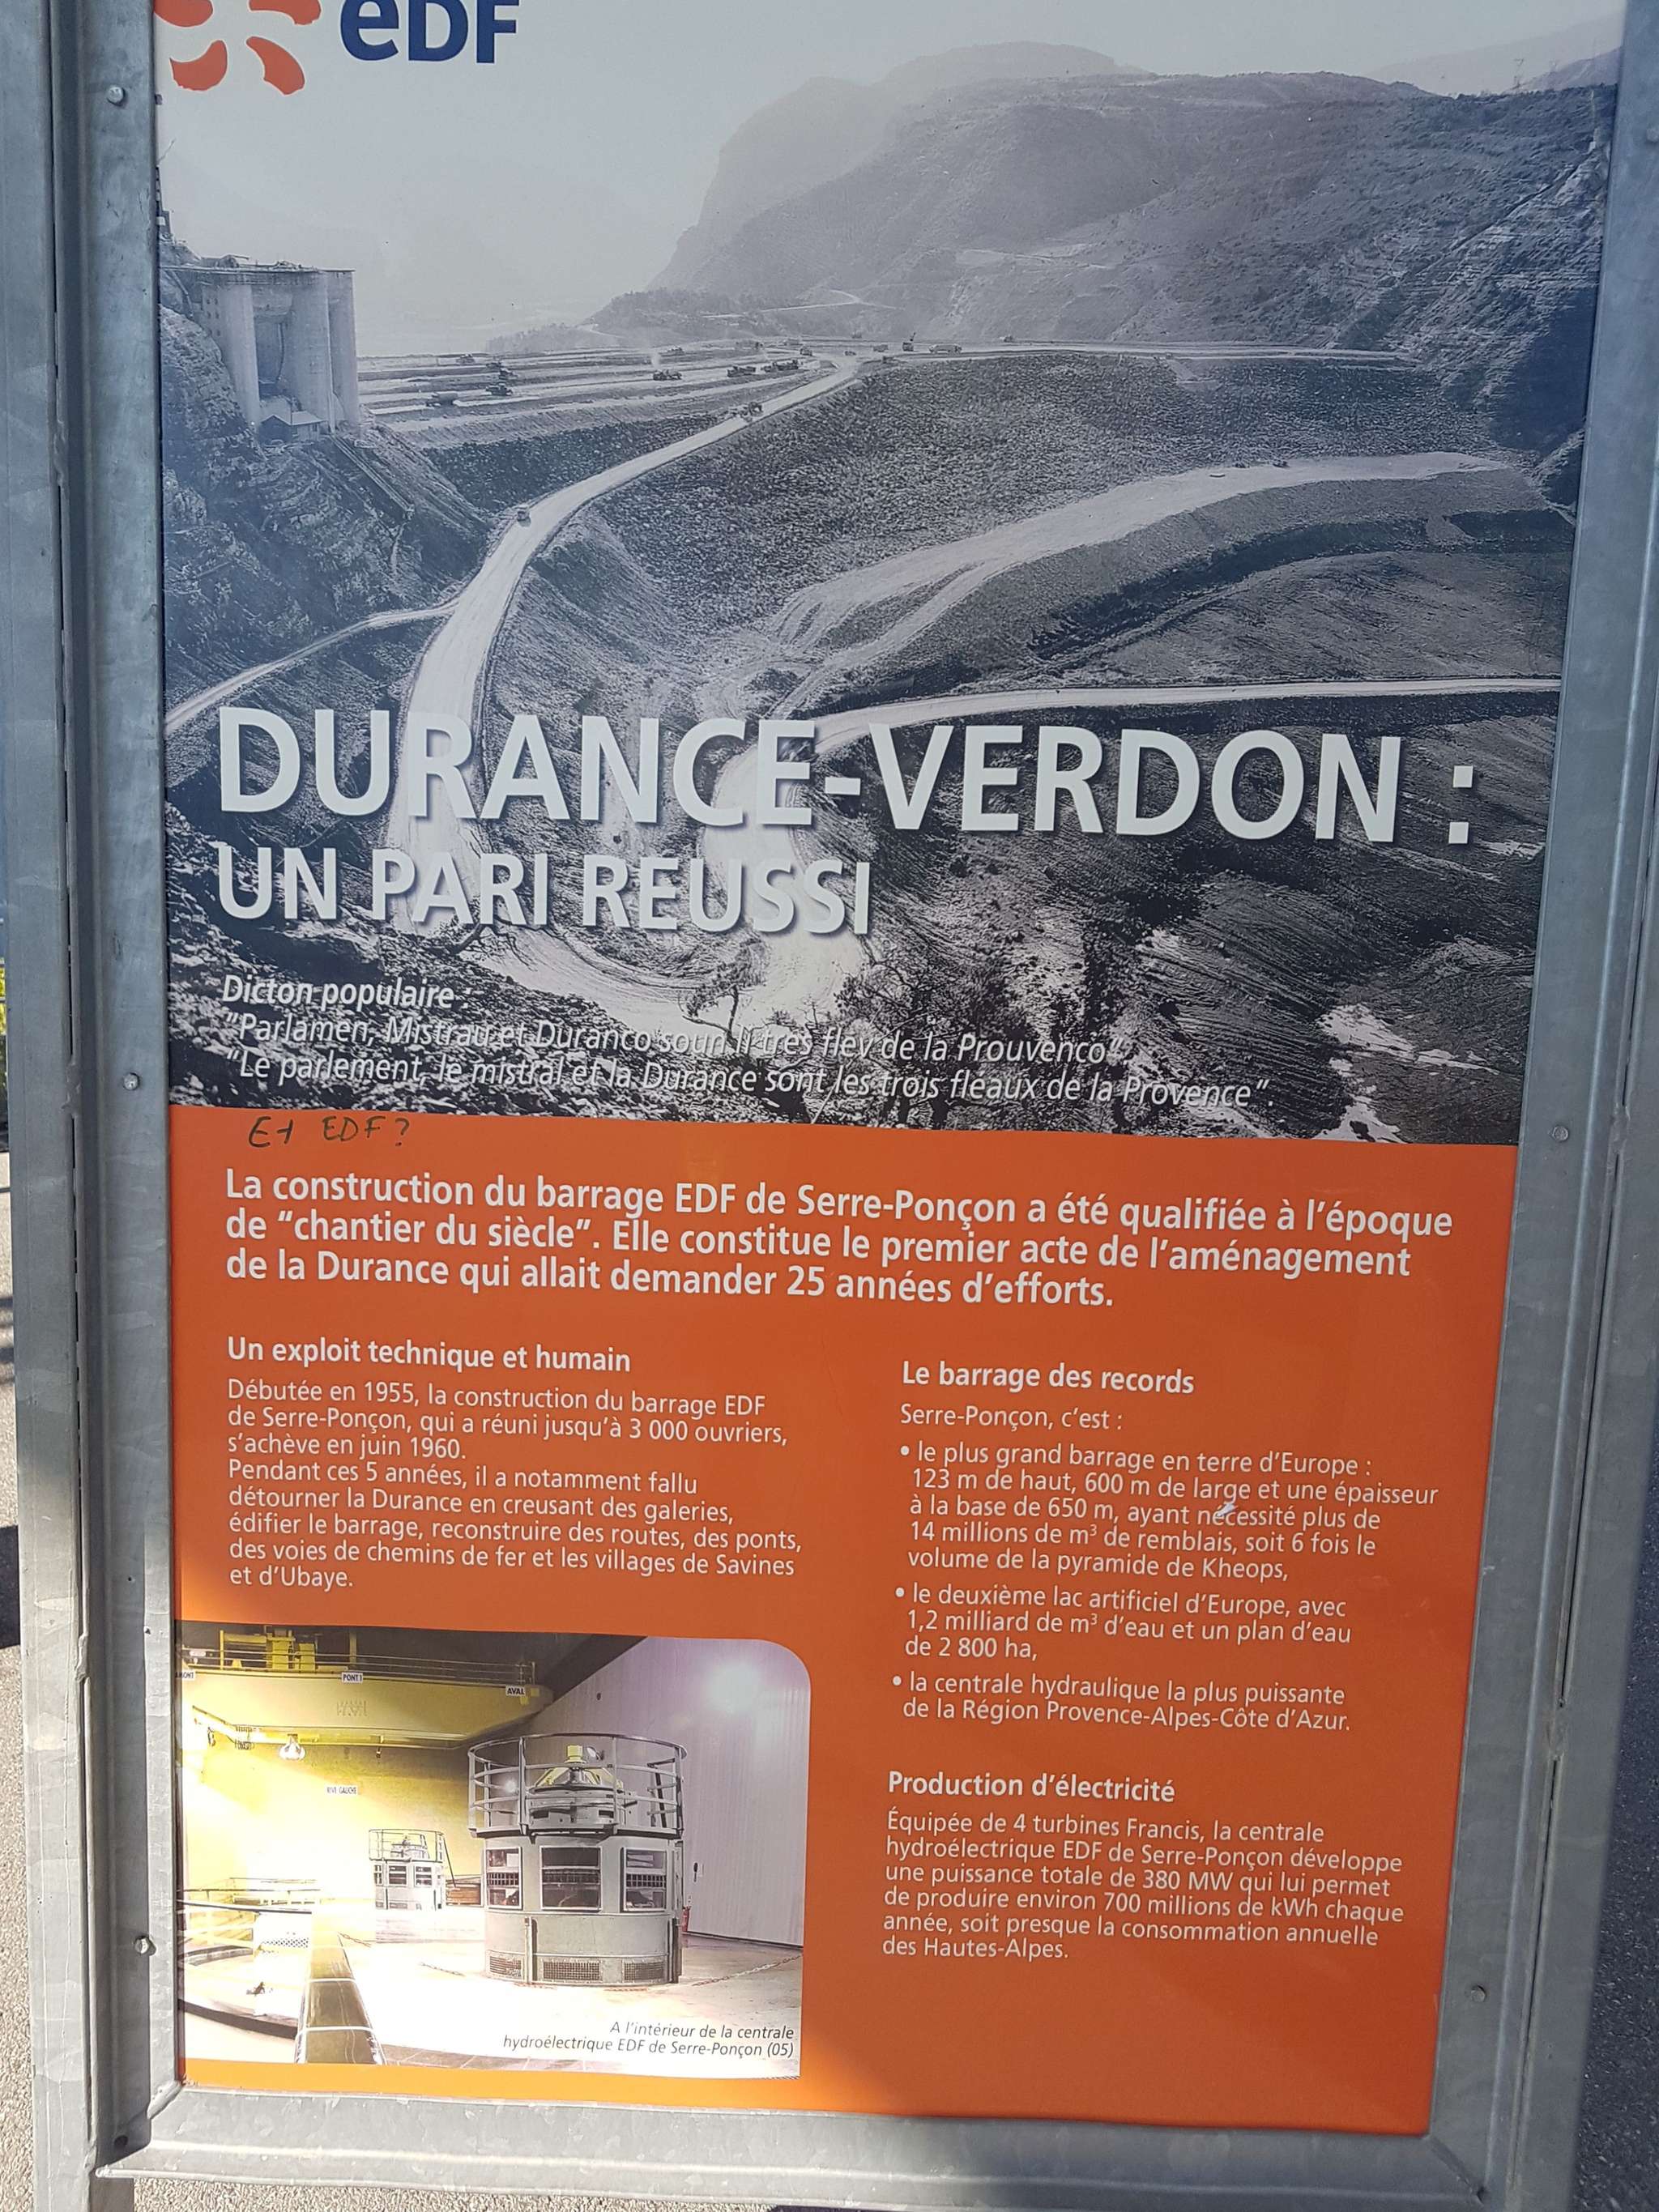 eDF
DURANCE-VERDON :
UN PARI REUSSI
Dicton populaire :
"Parlamen, Mistrau et Duranco soun li tres flèv de la Prouvenco"
"Le parlement, le mistral et la Durance sont les trois fléaux de la Provence".
Et EDF ?
La construction du barrage EDF de Serre-Ponçon a été qualifiée à l'époque
de "chantier du siècle". Elle constitue le premier acte de l'aménagement
de la Durance qui allait demander 25 années d'efforts.
Un exploit technique et humain
Débutée en 1955, la construction du barrage EDF
de Serre-Ponçon, qui a réuni jusqu'à 3 000 ouvriers,
s'achève en juin 1960.
Pendant ces 5 années, il a notamment fallu
détourner la Durance en creusant des galeries,
édifier le barrage, reconstruire des routes, des ponts,
des voies de chemins de fer et les villages de Savines
et d'Ubaye.
PONT 1
AVAL
RIVE GAUCHE
A l'intérieur de la centrale
hydroélectrique EDF de Serre-Ponçon (05)
Le barrage des records
Serre-Ponçon, c'est :
• le plus grand barrage en terre d'Europe :
123 m de haut, 600 m de large et une épaisseur
à la base de 650 m, ayant nécessité plus de
14 millions de m³ de remblais, soit 6 fois le
volume de la pyramide de Kheops,
• le deuxième lac artificiel d'Europe, avec
1,2 milliard de m³ d'eau et un plan d'eau
de 2 800 ha,
• la centrale hydraulique la plus puissante
de la Région Provence-Alpes-Côte d'Azur.
Production d'électricité
Équipée de 4 turbines Francis, la centrale
hydroélectrique EDF de Serre-Ponçon développe
une puissance totale de 380 MW qui lui permet
de produire environ 700 millions de kWh chaque
année, soit presque la consommation annuelle
des Hautes-Alpes.